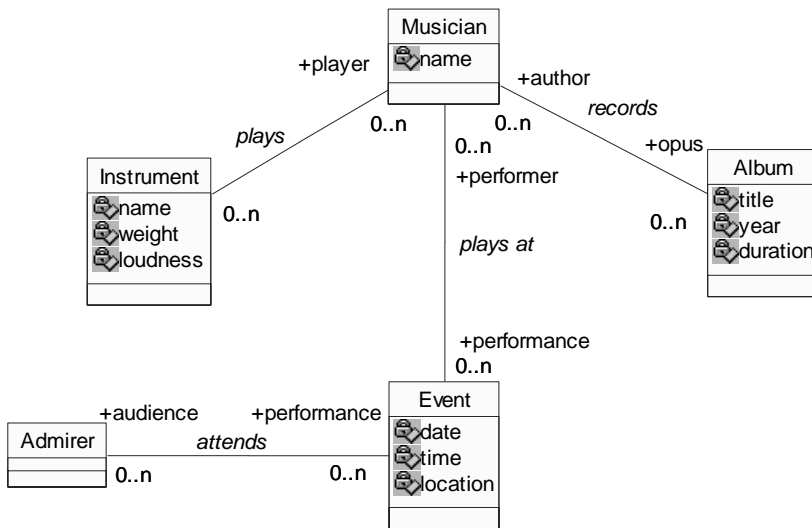 Musician
name
+player
+author
0..n
0..n
0..n
records
plays
+opus
+performer
Instrument
name
weight
loudness
0..n
Album
title
year
duration
0..n
plays at
+performance
0..n
Event
date
time
location
+audience
+performance
Admirer
attends
0..n
0..n